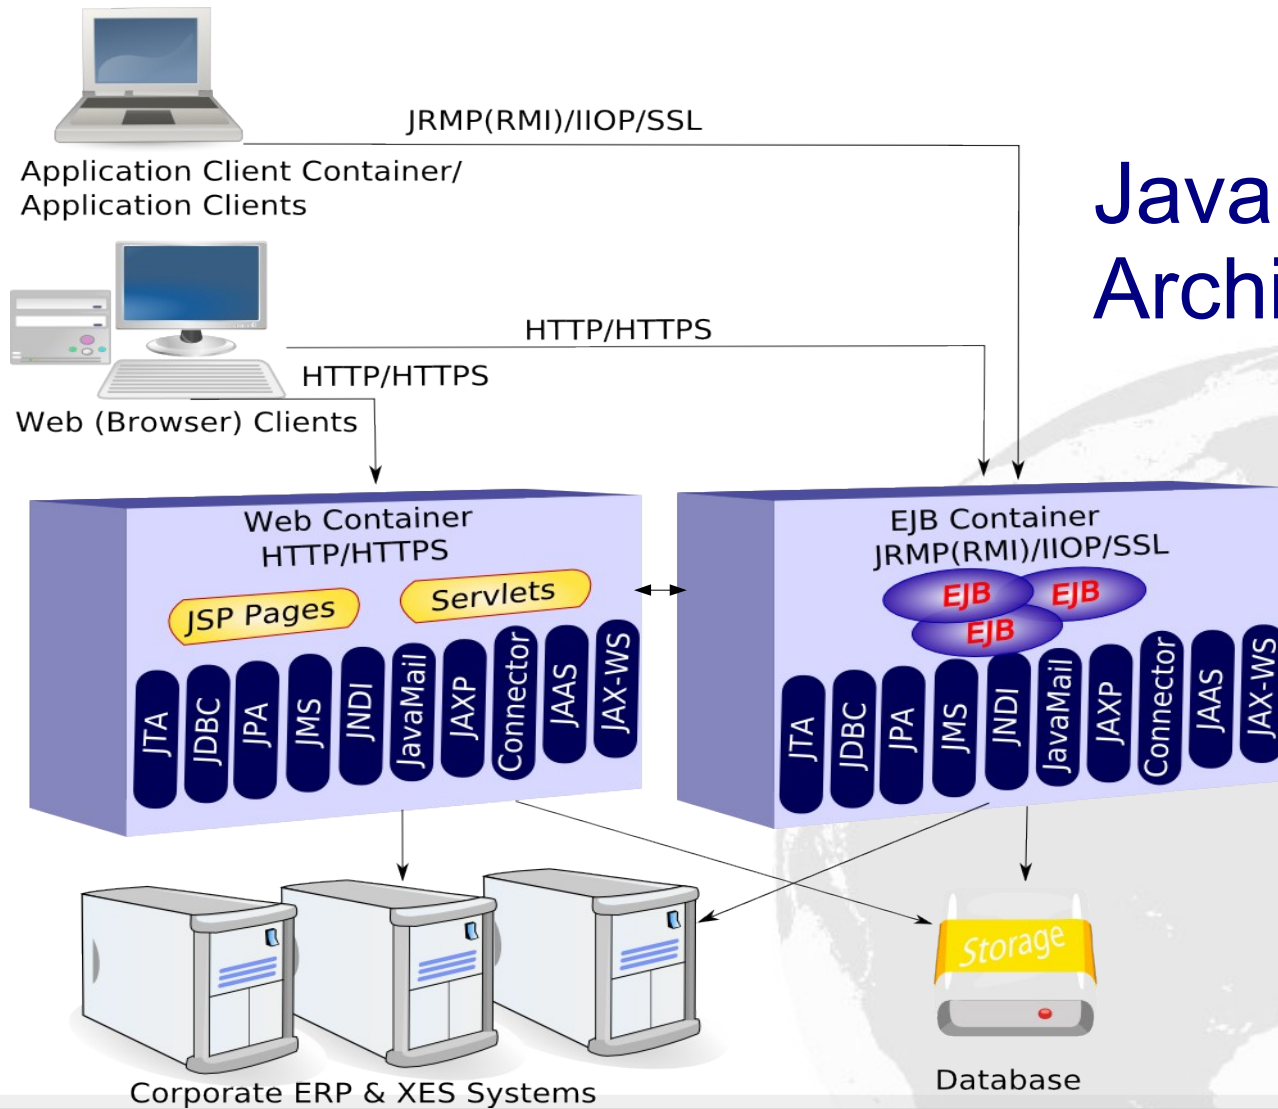 JRMP(RMI)/IIOP/SSL
Application Client Container/
Application Clients
Java
Archi
HTTP/HTTPS
HTTP/HTTPS
Web (Browser) Clients
Web Container
HTTP/HTTPS
JSP Pages
Servlets
JTA
JDBC
JPA
JMS
JNDI
JavaMail
JAXP
Connector
JAAS
JAX-WS
EJB Container
JRMP(RMI)/IIOP/SSL
EJB
EJB
EJB
JTA
JDBC
JPA
JMS
JNDI
JavaMail
JAXP
Connector
JAAS
JAX-WS
Storage
Corporate ERP & XES Systems
Database